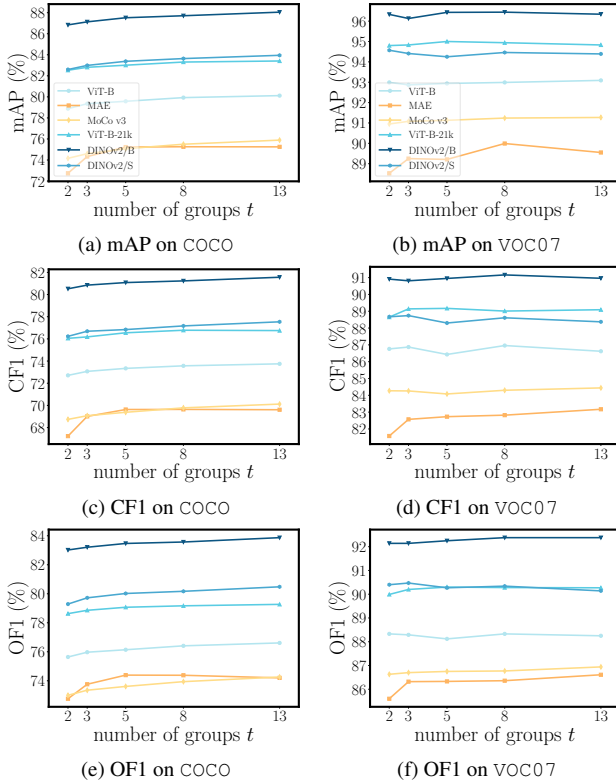 88
86
84
82
80
78
76
74
72
mAP (%)
ViT-B
MAE
MoCo v3
ViT-B-21k
DINOv2/B
DINOv2/S
2 3 5 8 13
number of groups t
(a) mAP on COCO
96
95
94
93
92
91
90
89
mAP (%)
ViT-B
MAE
MoCo v3
ViT-B-21k
DINOv2/B
DINOv2/S
2 3 5 8 13
number of groups t
(b) mAP on VOC07
82
80
78
76
74
72
70
68
CF1 (%)
2 3 5 8 13
number of groups t
(c) CF1 on COCO
91
90
89
88
87
86
85
84
83
82
CF1 (%)
2 3 5 8 13
number of groups t
(d) CF1 on VOC07
84
82
80
78
76
74
OF1 (%)
2 3 5 8 13
number of groups t
(e) OF1 on COCO
92
91
90
89
88
87
86
OF1 (%)
2 3 5 8 13
number of groups t
(f) OF1 on VOC07